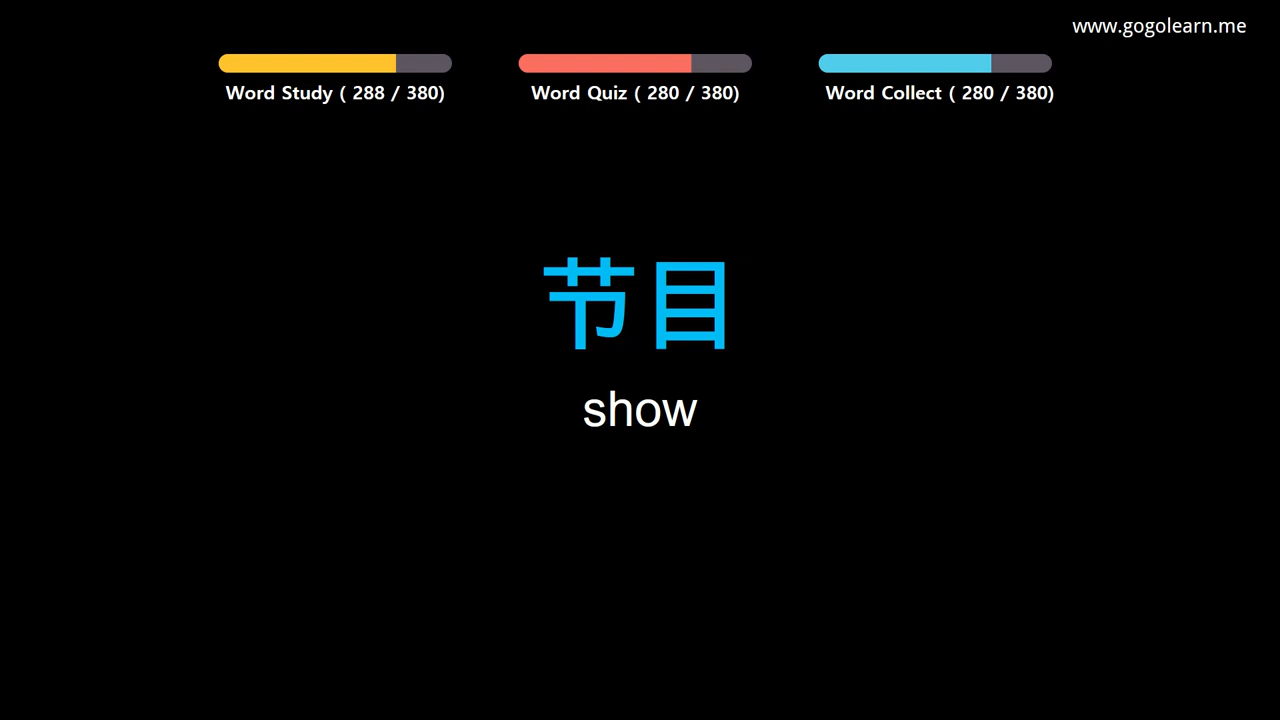 www.gogolearn.me
Word Study ( 288 / 380)
Word Quiz ( 280 / 380)
Word Collect ( 280 / 380)
节目
show